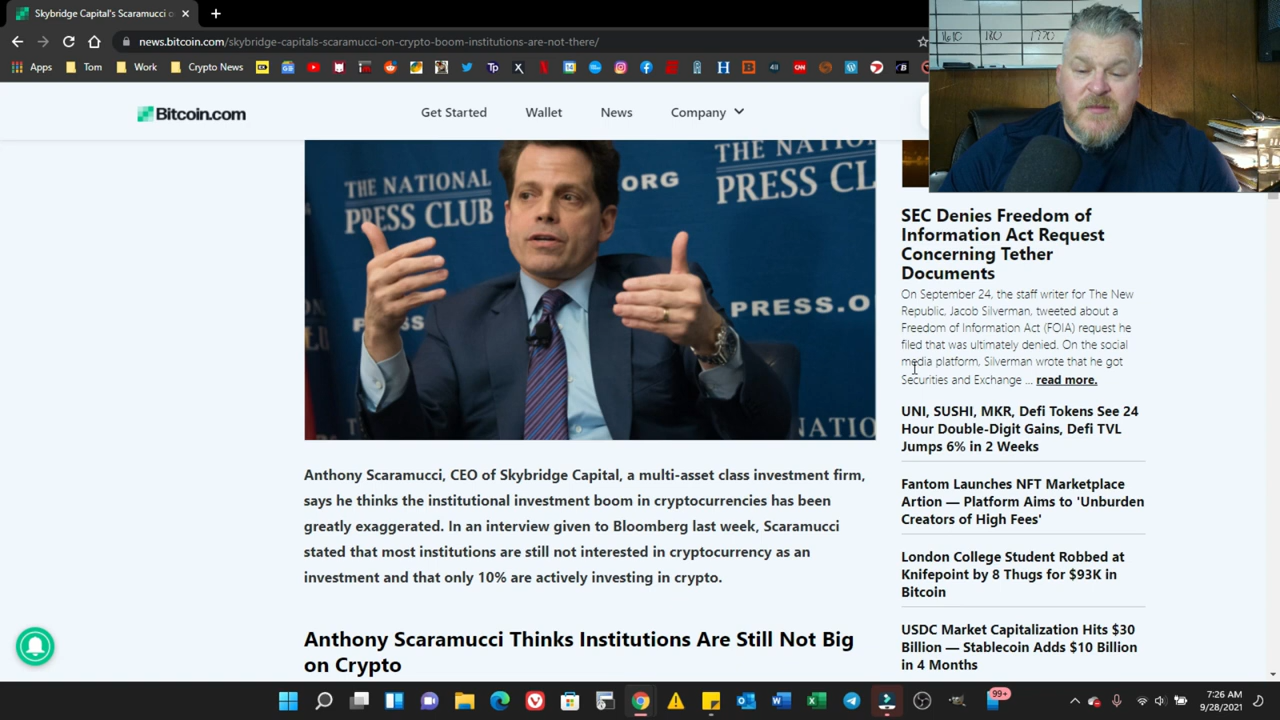 Skybridge Capital's Scaramucci o
news.bitcoin.com/skybridge-capitals-scaramucci-on-crypto-boom-institutions-are-not-there/
Apps
Tom
Work
Crypto News
1610 180 1770
Bitcoin.com
Get Started
Wallet
News
Company
THE NATIONAL
PRESS CLUB
.ORG
THE NATIONAL
PRESS CL
PRESS
PRESS.O
NATIO
Anthony Scaramucci, CEO of Skybridge Capital, a multi-asset class investment firm,
says he thinks the institutional investment boom in cryptocurrencies has been
greatly exaggerated. In an interview given to Bloomberg last week, Scaramucci
stated that most institutions are still not interested in cryptocurrency as an
investment and that only 10% are actively investing in crypto.
Anthony Scaramucci Thinks Institutions Are Still Not Big
on Crypto
SEC Denies Freedom of
Information Act Request
Concerning Tether
Documents
On September 24, the staff writer for The New
Republic, Jacob Silverman, tweeted about a
Freedom of Information Act (FOIA) request he
filed that was ultimately denied. On the social
media platform, Silverman wrote that he got
Securities and Exchange ... read more.
UNI, SUSHI, MKR, Defi Tokens See 24
Hour Double-Digit Gains, Defi TVL
Jumps 6% in 2 Weeks
Fantom Launches NFT Marketplace
Artion — Platform Aims to 'Unburden
Creators of High Fees'
London College Student Robbed at
Knifepoint by 8 Thugs for $93K in
Bitcoin
USDC Market Capitalization Hits $30
Billion — Stablecoin Adds $10 Billion
in 4 Months
99+
7:26 AM
9/28/2021